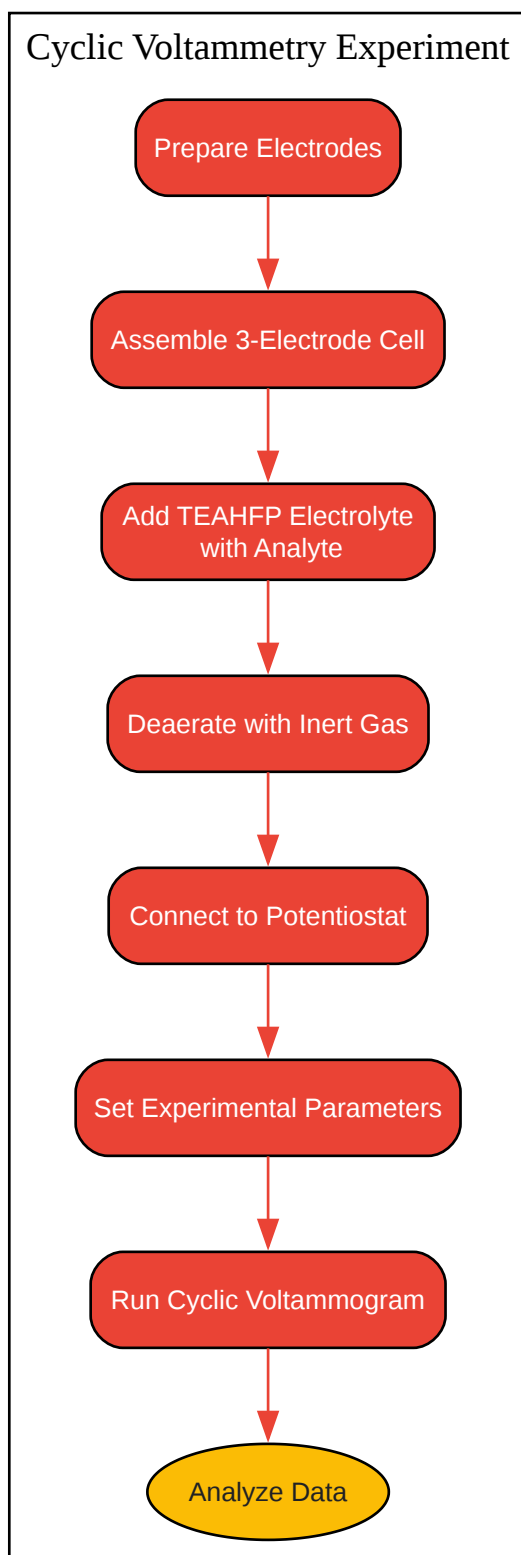 Cyclic Voltammetry Experiment
Prepare Electrodes
Assemble 3-Electrode Cell
Add TEAHFP Electrolyte
with Analyte
Deaerate with Inert Gas
Connect to Potentiostat
Set Experimental Parameters
Run Cyclic Voltammogram
Analyze Data